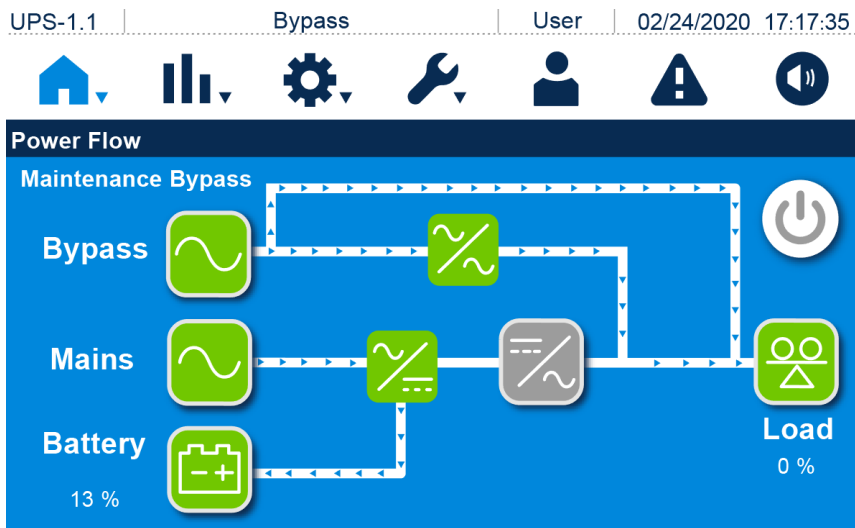 UPS-1.1 Bypass User 02/24/2020 17:17:35
Power Flow
Maintenance Bypass
Bypass
Mains
Battery
13 %
Load
0 %